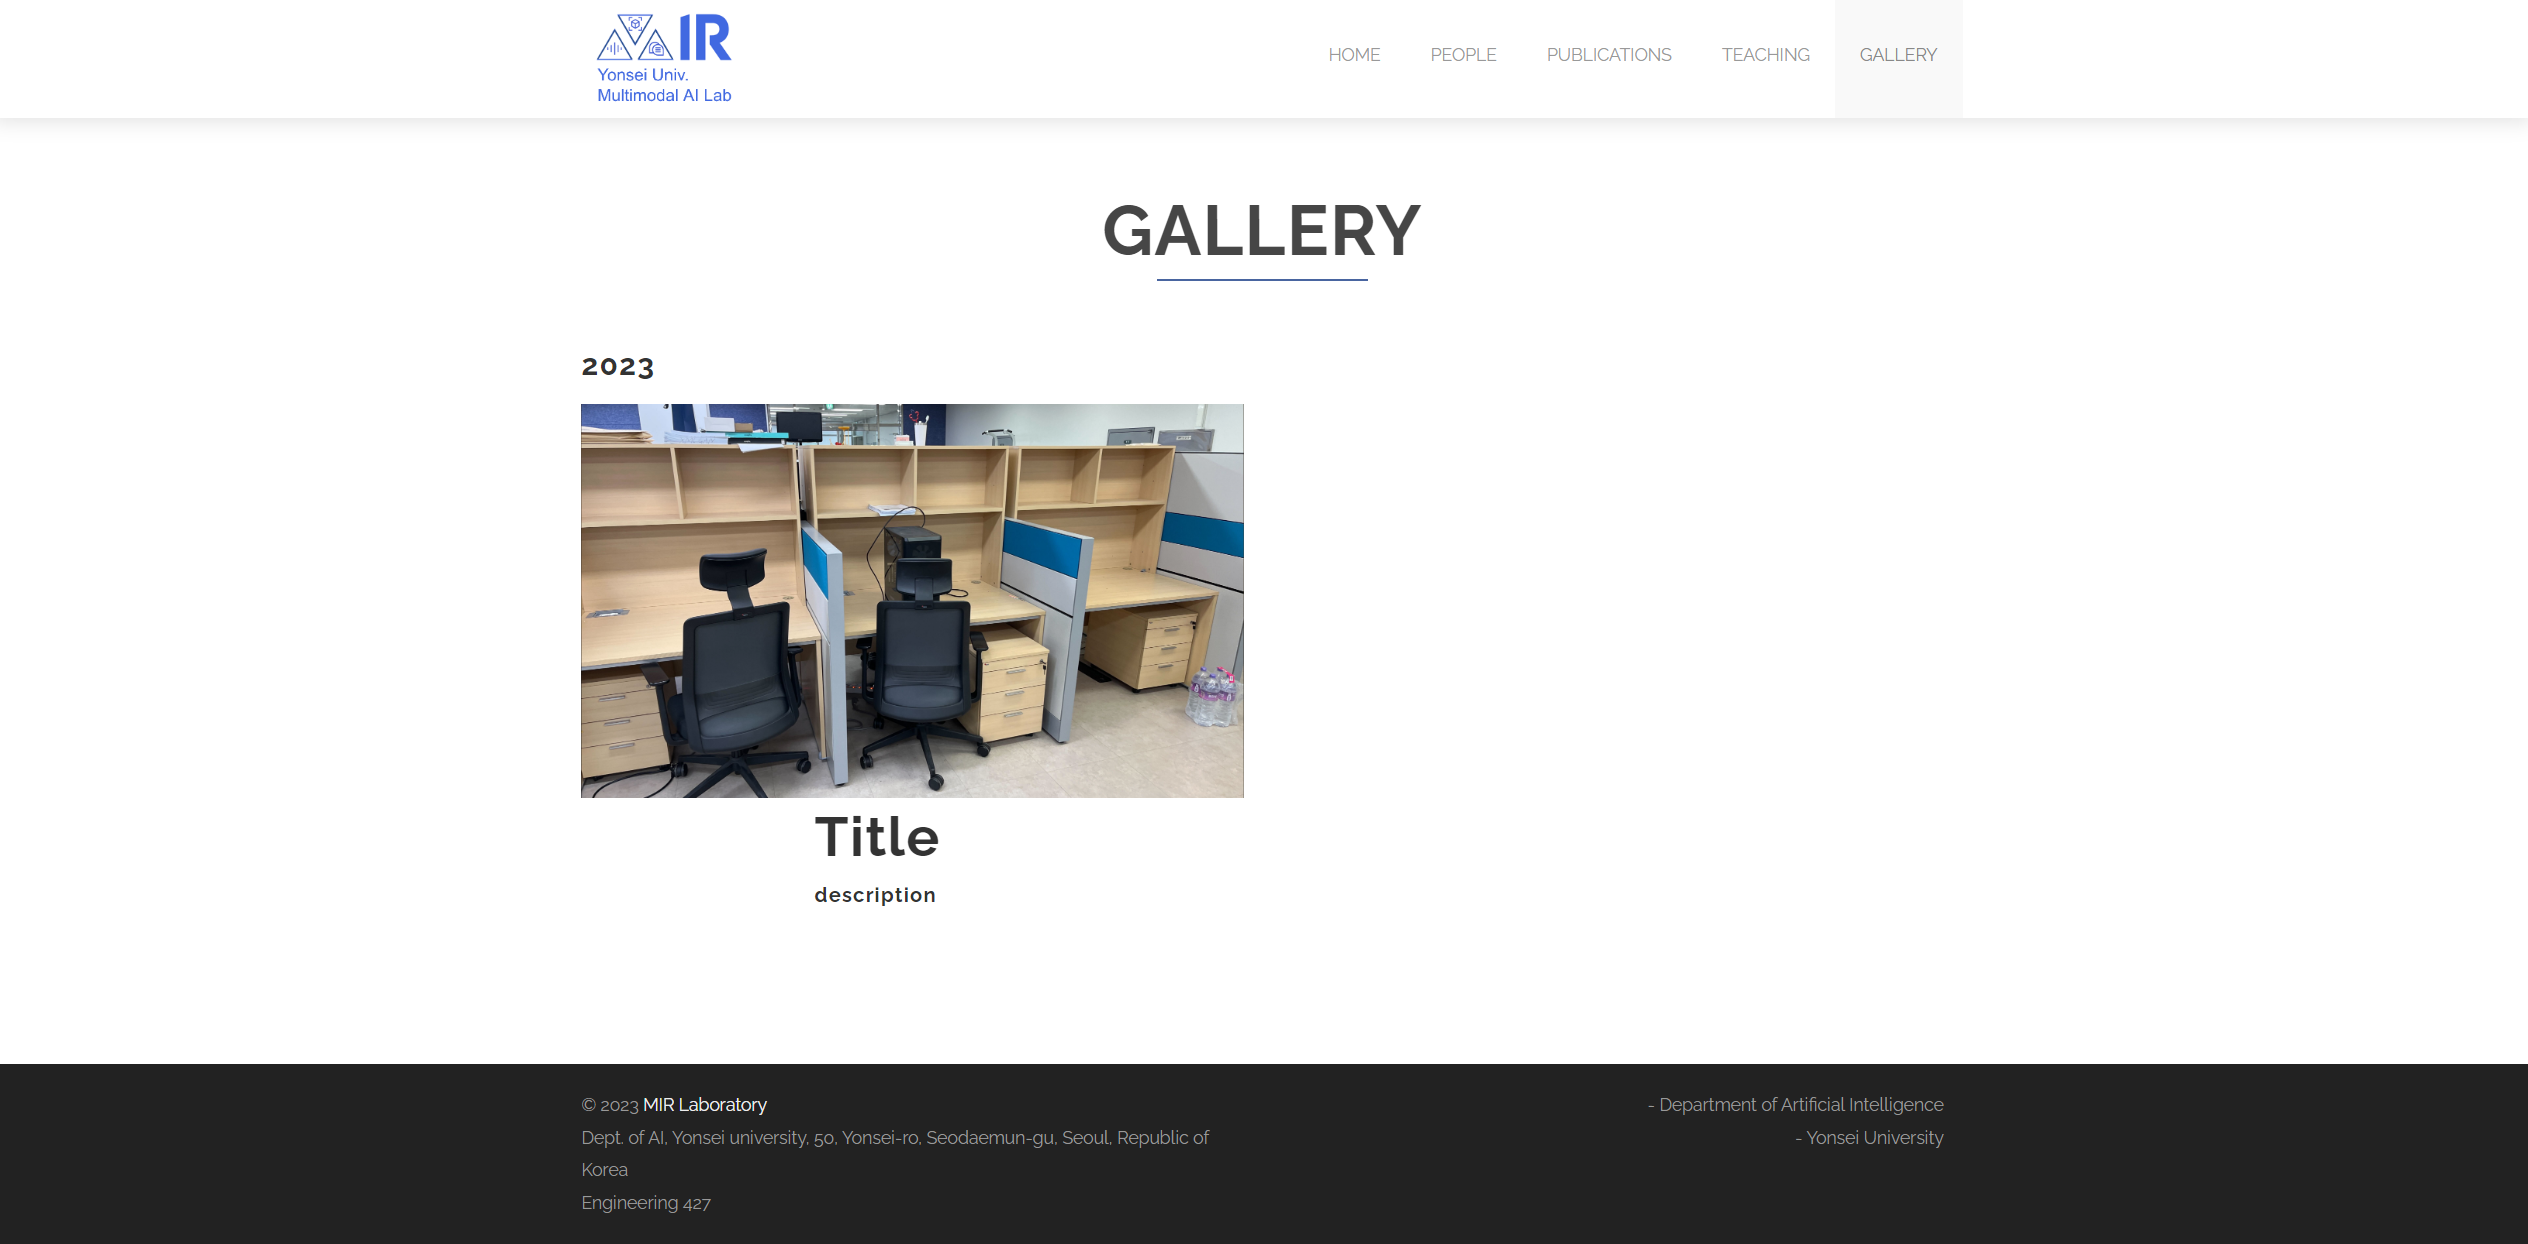 IR
Yonsei Univ.
Multimodal AI Lab
HOME PEOPLE PUBLICATIONS TEACHING GALLERY
GALLERY
2023
Title
description
© 2023 MIR Laboratory
Dept. of AI, Yonsei university, 50, Yonsei-ro, Seodaemun-gu, Seoul, Republic of
Korea
Engineering 427
- Department of Artificial Intelligence
- Yonsei University